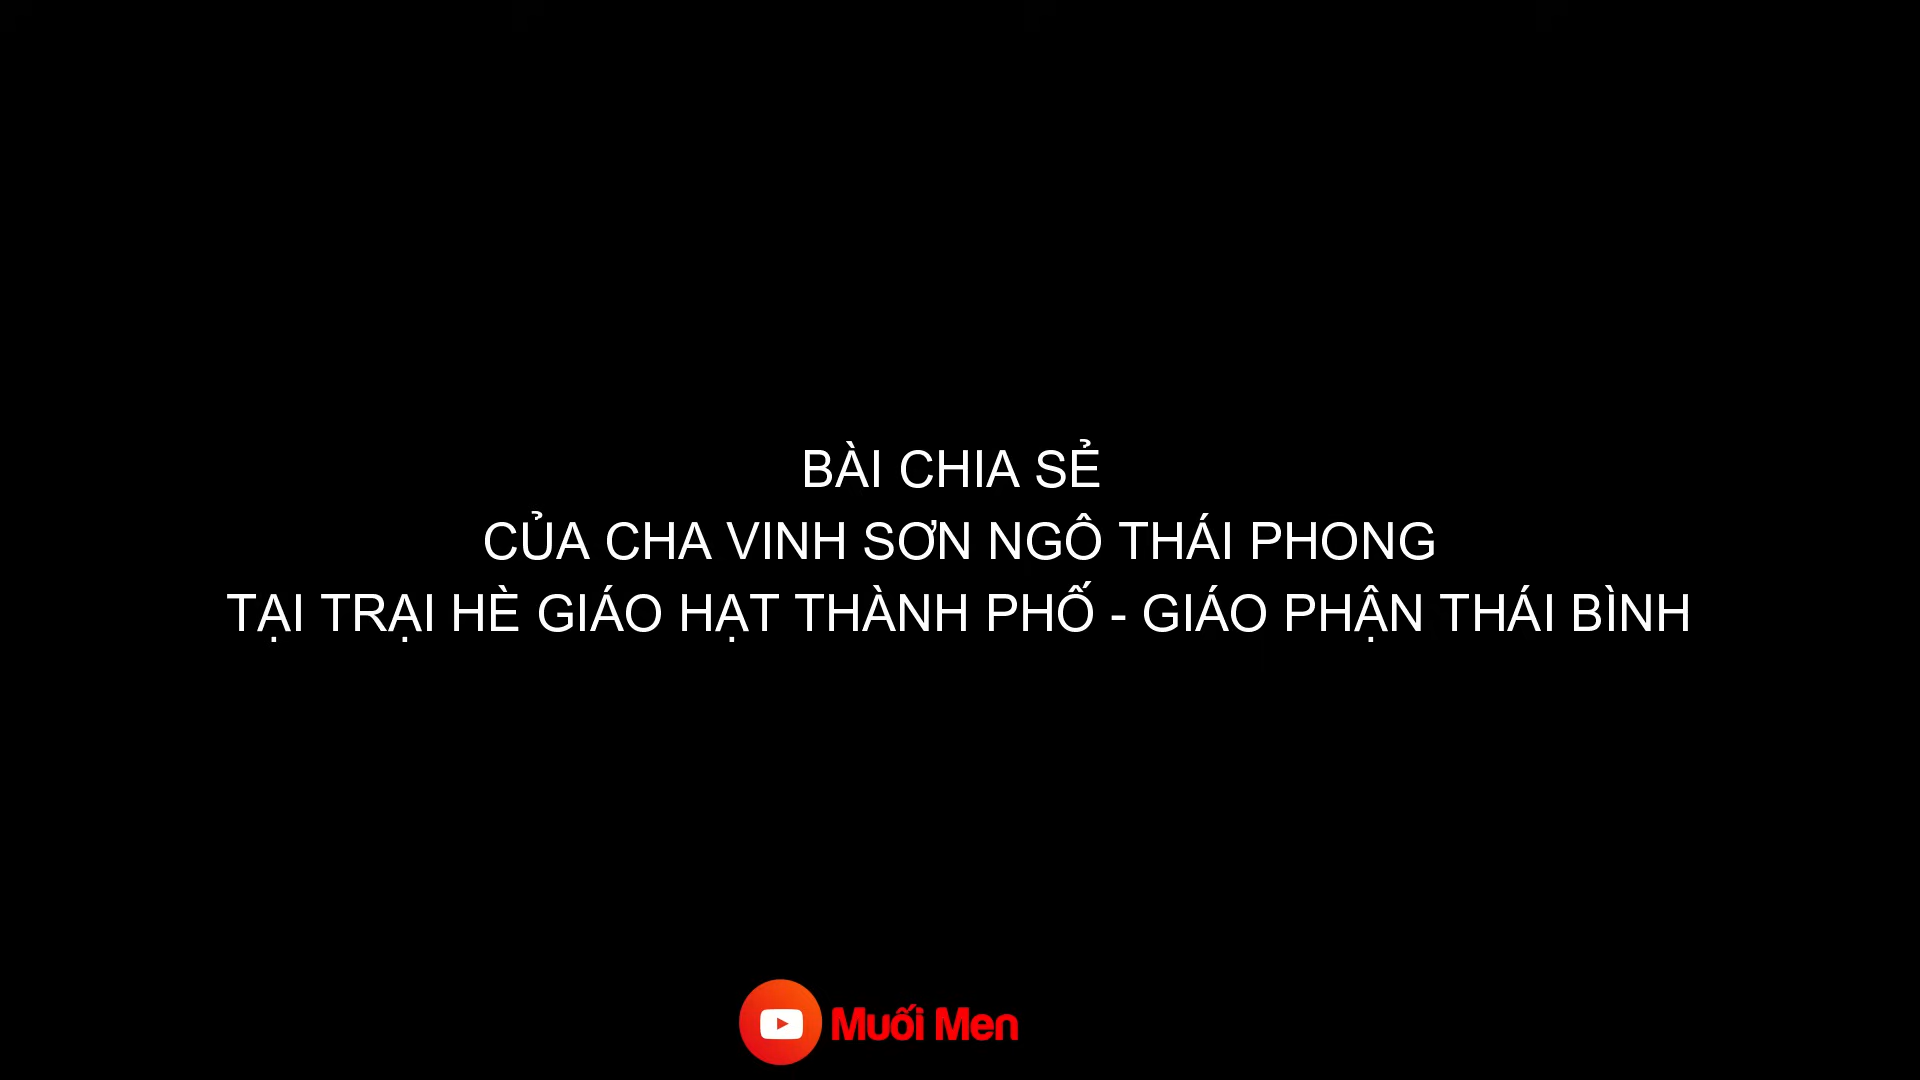 BÀI CHIA SẺ
CỦA CHA VINH SƠN NGÔ THÁI PHONG
TẠI TRẠI HÈ GIÁO HẠT THÀNH PHỐ - GIÁO PHẬN THÁI BÌNH
Muối Men